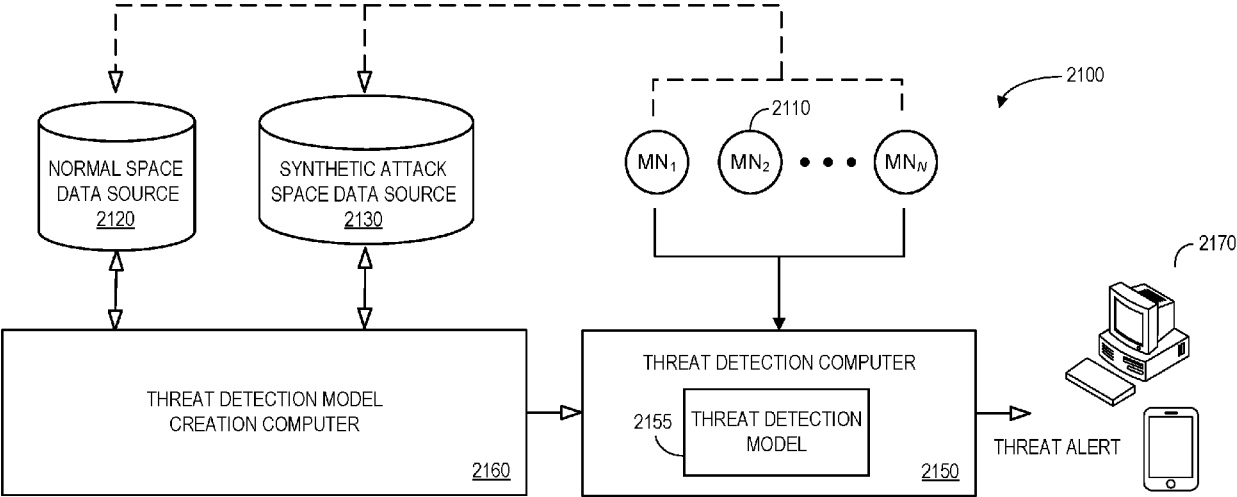 2100
2110
MN1
MN2
MNN
NORMAL SPACE
DATA SOURCE
2120
SYNTHETIC ATTACK
SPACE DATA SOURCE
2130
2170
THREAT DETECTION MODEL
CREATION COMPUTER
2160
THREAT DETECTION COMPUTER
2155
THREAT DETECTION
MODEL
2150
THREAT ALERT